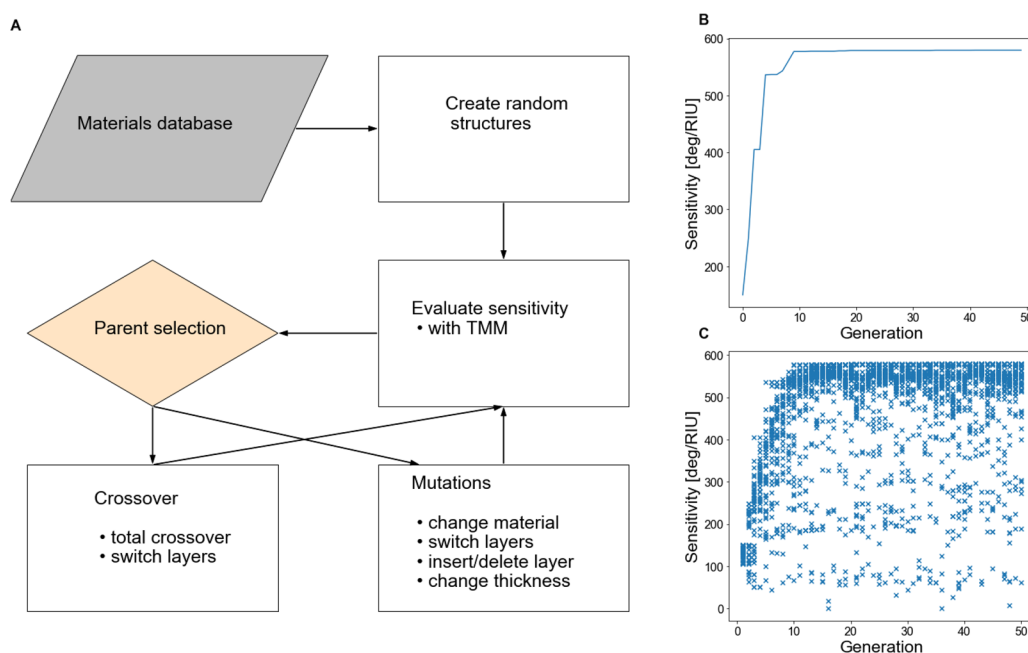 A
Materials database
Create random
structures
Parent selection
Evaluate sensitivity
• with TMM
Crossover
• total crossover
• switch layers
Mutations
• change material
• switch layers
• insert/delete layer
• change thickness
B
Sensitivity [deg/RIU]
600
500
400
300
200
0
10
20
30
40
50
Generation
C
Sensitivity [deg/RIU]
600
500
400
300
200
100
0
0
10
20
30
40
50
Generation